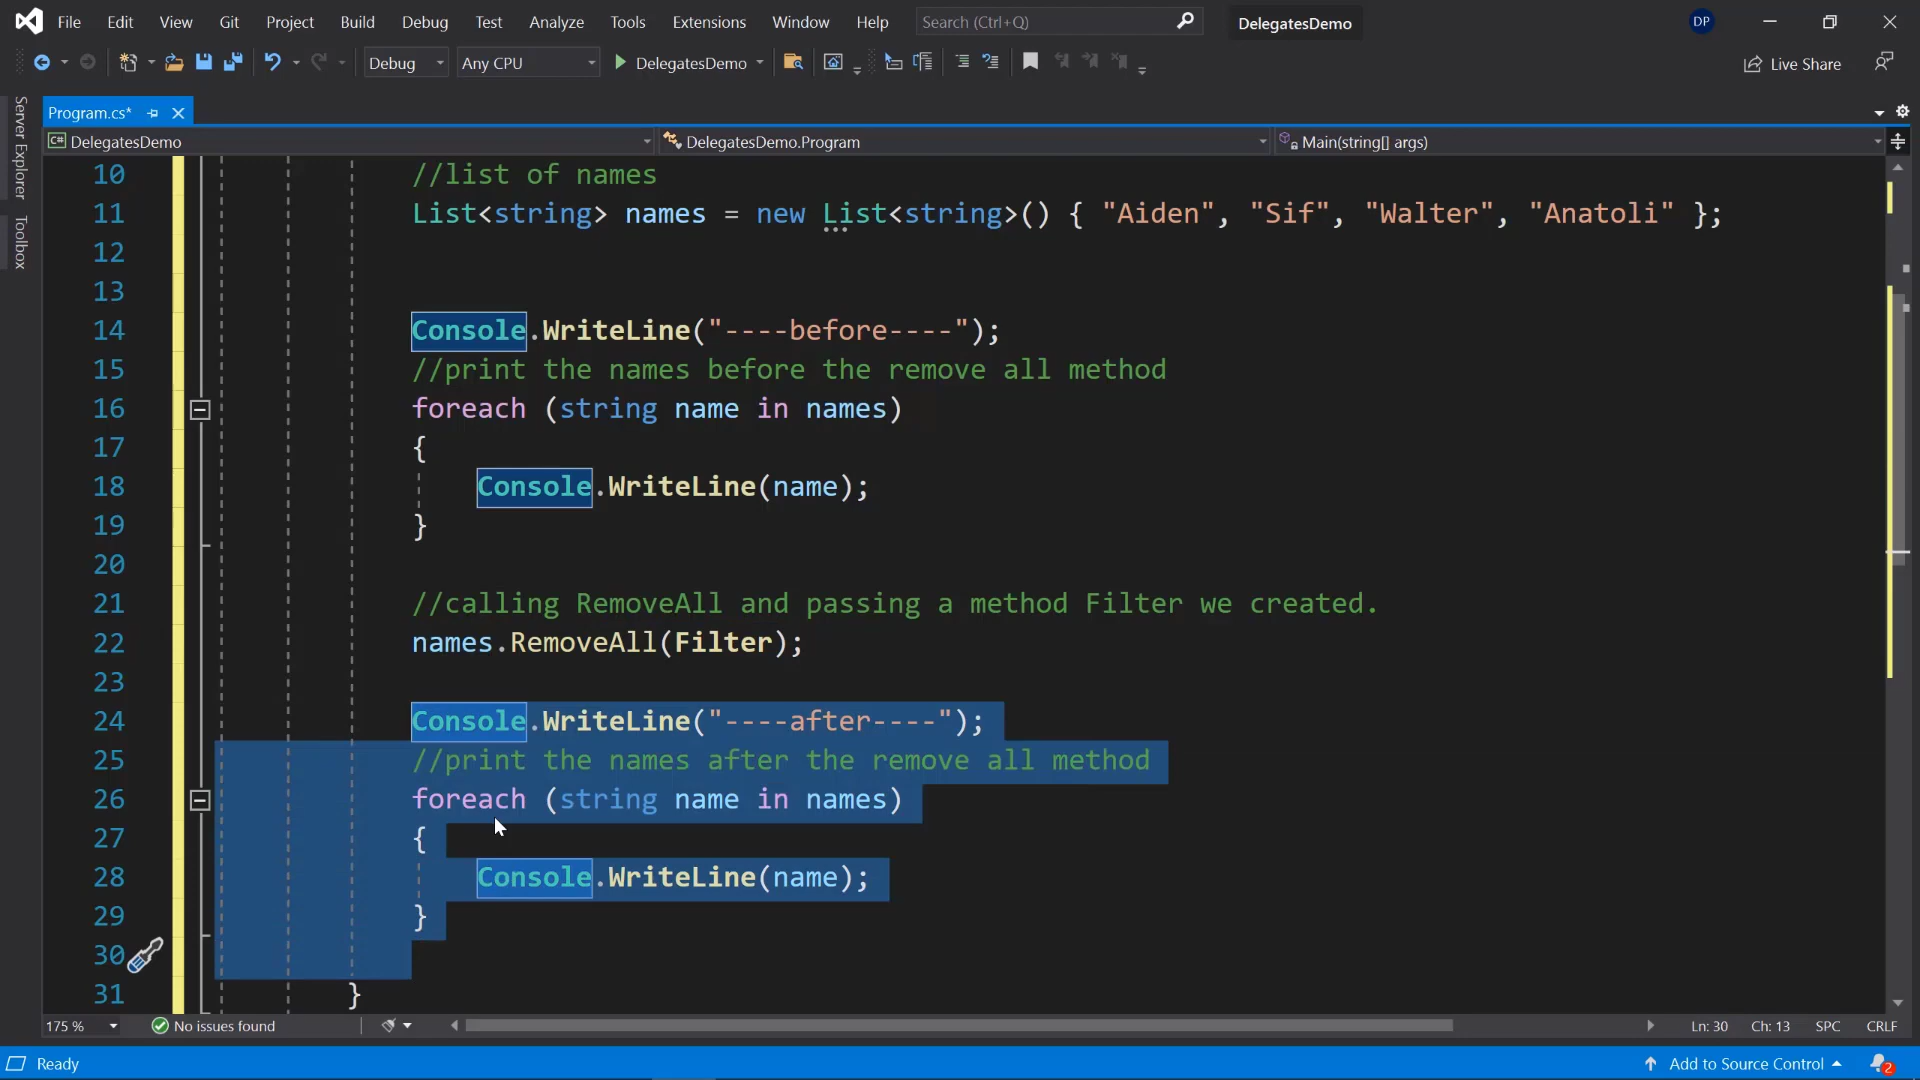 File Edit View Git Project Build Debug Test Analyze Tools Extensions Window Help Search (Ctrl+Q) DelegatesDemo DP
Debug Any CPU DelegatesDemo Live Share
Server Explorer
Toolbox
Program.cs*
C# DelegatesDemo DelegatesDemo.Program Main(string[] args)
10 //list of names
11 List<string> names = new List<string>() { "Aiden", "Sif", "Walter", "Anatoli" };
12
13
14 Console.WriteLine("----before----");
15 //print the names before the remove all method
16 foreach (string name in names)
17 {
18 Console.WriteLine(name);
19 }
20
21 //calling RemoveAll and passing a method Filter we created.
22 names.RemoveAll(Filter);
23
24 Console.WriteLine("----after----");
25 //print the names after the remove all method
26 foreach (string name in names)
27 {
28 Console.WriteLine(name);
29 }
30
31 }
175 % No issues found Ln: 30 Ch: 13 SPC CRLF
Ready Add to Source Control 2